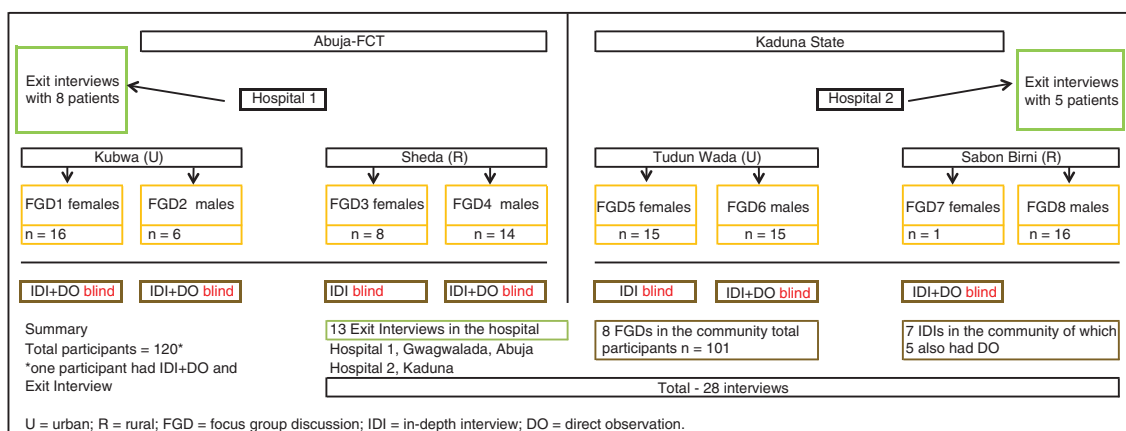 Abuja-FCT
Kaduna State
Exit interviews
with 8 patients
Hospital 1
Hospital 2
Exit interviews
with 5 patients
Kubwa (U)
Sheda (R)
Tudun Wada (U)
Sabon Birni (R)
FGD1 females
n = 16
FGD2 males
n = 6
FGD3 females
n = 8
FGD4 males
n = 14
FGD5 females
n = 15
FGD6 males
n = 15
FGD7 females
n = 1
FGD8 males
n = 16
IDI+DO blind
IDI+DO blind
IDI blind
IDI+DO blind
IDI blind
IDI+DO blind
IDI+DO blind
Summary
Total participants = 120*
*one participant had IDI+DO and
Exit Interview
13 Exit Interviews in the hospital
Hospital 1, Gwagwalada, Abuja
Hospital 2, Kaduna
8 FGDs in the community total
participants n = 101
7 IDIs in the community of which
5 also had DO
Total - 28 interviews
U = urban; R = rural; FGD = focus group discussion; IDI = in-depth interview; DO = direct observation.